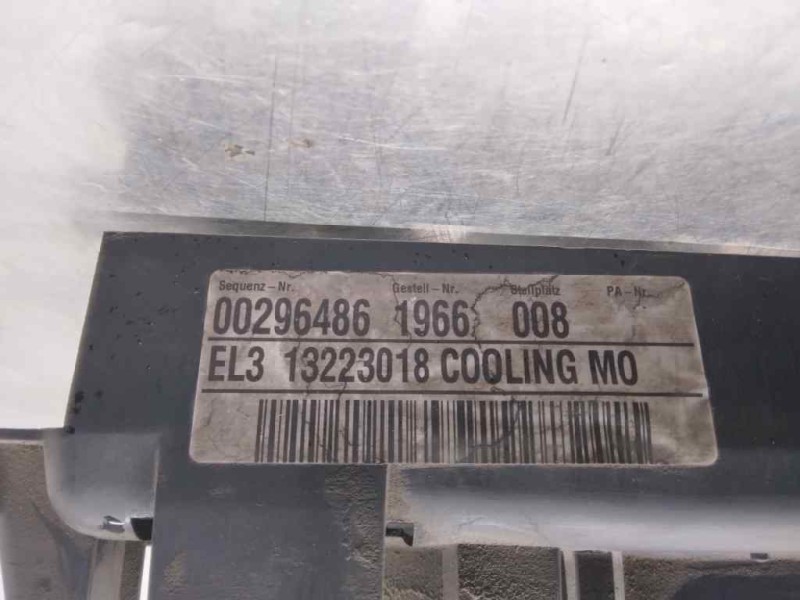 Sequenz-Nr. Gestell-Nr. Stellplatz PA-Nr.
00296486 1966 008
EL3 13223018 COOLING MO